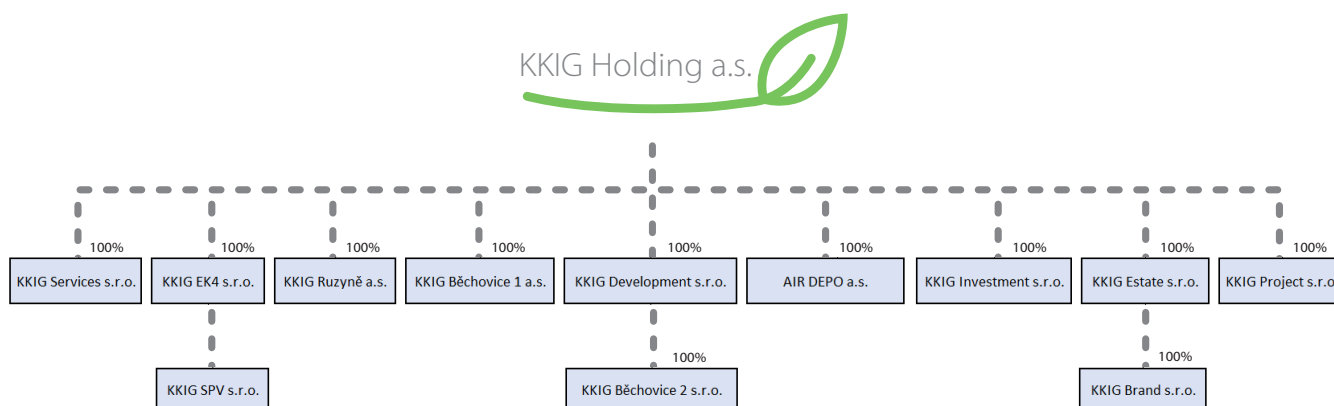 KKIG Holding a.s.
100% 100% 100% 100% 100% 100% 100% 100% 100%
KKIG Services s.r.o. KKIG EK4 s.r.o. KKIG Ruzyně a.s. KKIG Běchovice 1 a.s. KKIG Development s.r.o. AIR DEPO a.s. KKIG Investment s.r.o. KKIG Estate s.r.o. KKIG Project s.r.o
100% 100%
KKIG SPV s.r.o. KKIG Běchovice 2 s.r.o. KKIG Brand s.r.o.